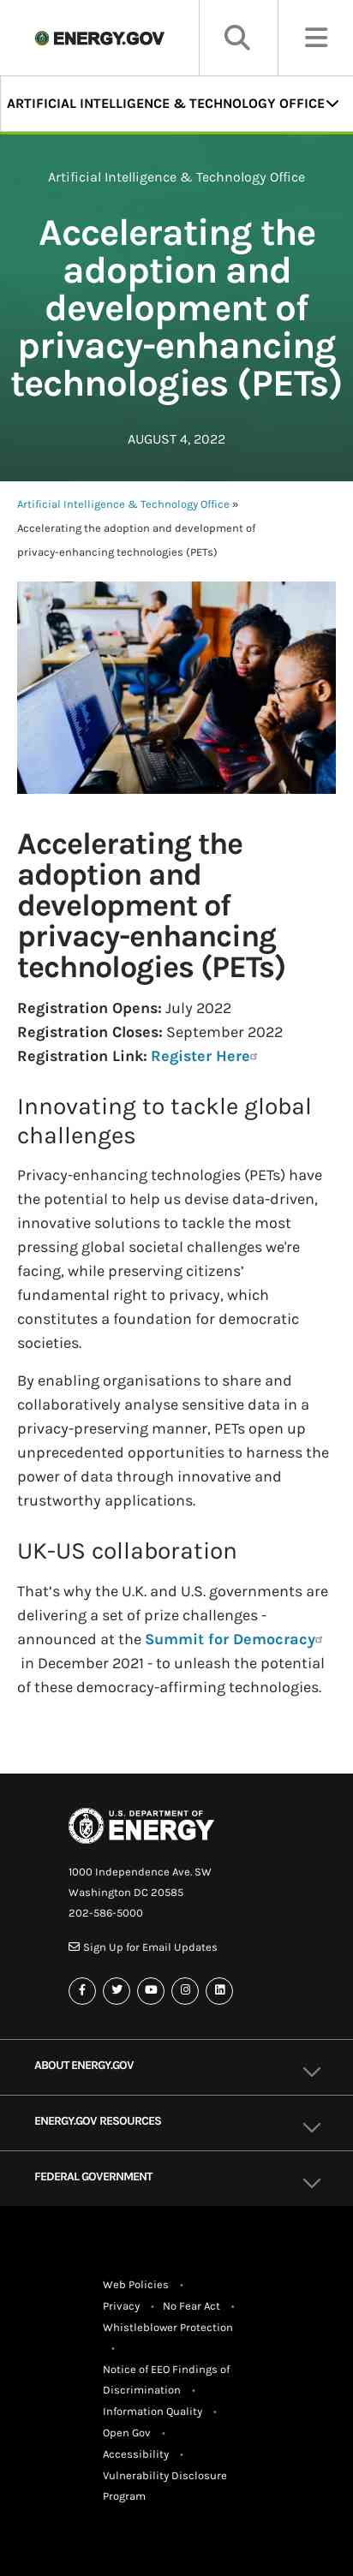 ENERGY.GOV
ARTIFICIAL INTELLIGENCE & TECHNOLOGY OFFICE
Artificial Intelligence & Technology Office
Accelerating the
adoption and
development of
privacy-enhancing
technologies (PETs)
AUGUST 4, 2022
Artificial Intelligence & Technology Office »
Accelerating the adoption and development of
privacy-enhancing technologies (PETs)
Accelerating the
adoption and
development of
privacy-enhancing
technologies (PETs)
Registration Opens: July 2022
Registration Closes: September 2022
Registration Link: Register Here
Innovating to tackle global
challenges
Privacy-enhancing technologies (PETs) have
the potential to help us devise data-driven,
innovative solutions to tackle the most
pressing global societal challenges we're
facing, while preserving citizens’
fundamental right to privacy, which
constitutes a foundation for democratic
societies.
By enabling organisations to share and
collaboratively analyse sensitive data in a
privacy-preserving manner, PETs open up
unprecedented opportunities to harness the
power of data through innovative and
trustworthy applications.
UK-US collaboration
That’s why the U.K. and U.S. governments are
delivering a set of prize challenges -
announced at the Summit for Democracy
in December 2021 - to unleash the potential
of these democracy-affirming technologies.
U.S. DEPARTMENT OF
ENERGY
1000 Independence Ave. SW
Washington DC 20585
202-586-5000
Sign Up for Email Updates
ABOUT ENERGY.GOV
ENERGY.GOV RESOURCES
FEDERAL GOVERNMENT
Web Policies •
Privacy • No Fear Act •
Whistleblower Protection
•
Notice of EEO Findings of
Discrimination •
Information Quality •
Open Gov •
Accessibility •
Vulnerability Disclosure
Program